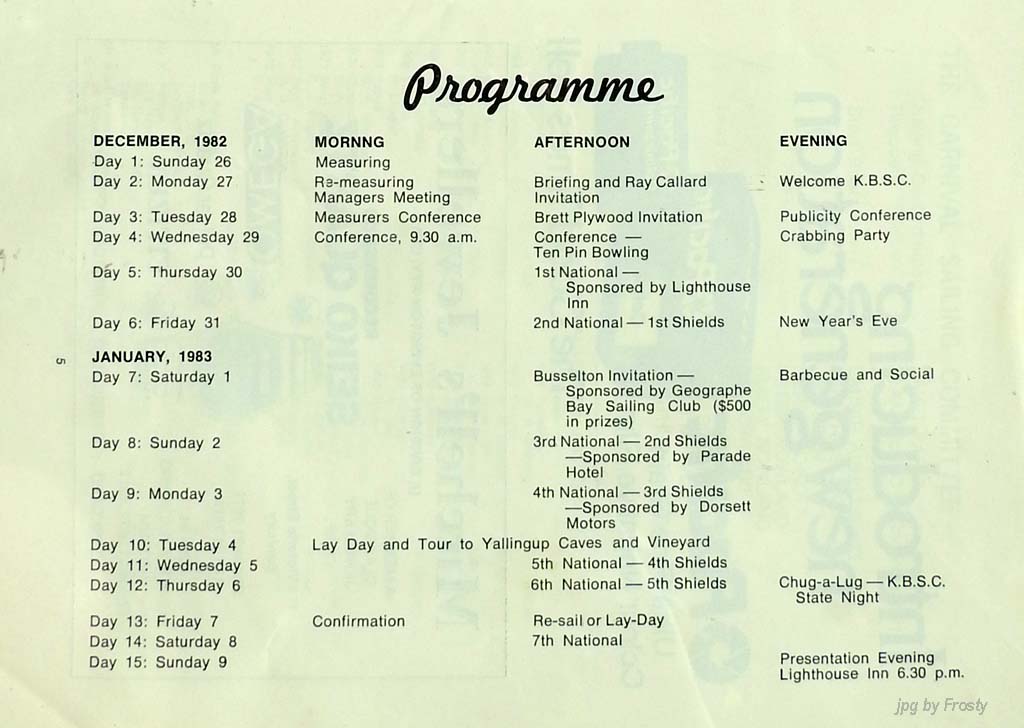 Programme
DECEMBER, 1982 MORNNG AFTERNOON EVENING
Day 1: Sunday 26 Measuring
Day 2: Monday 27 Re-measuring Briefing and Ray Callard Welcome K.B.S.C.
Managers Meeting Invitation
Day 3: Tuesday 28 Measurers Conference Brett Plywood Invitation Publicity Conference
Day 4: Wednesday 29 Conference, 9.30 a.m. Conference — Crabbing Party
Ten Pin Bowling
Day 5: Thursday 30 1st National —
Sponsored by Lighthouse
Inn
Day 6: Friday 31 2nd National — 1st Shields New Year's Eve
5
JANUARY, 1983
Day 7: Saturday 1 Busselton Invitation — Barbecue and Social
Sponsored by Geographe
Bay Sailing Club ($500
in prizes)
Day 8: Sunday 2 3rd National — 2nd Shields
—Sponsored by Parade
Hotel
Day 9: Monday 3 4th National — 3rd Shields
—Sponsored by Dorsett
Motors
Day 10: Tuesday 4 Lay Day and Tour to Yallingup Caves and Vineyard
Day 11: Wednesday 5 5th National — 4th Shields
Day 12: Thursday 6 6th National — 5th Shields Chug-a-Lug — K.B.S.C.
State Night
Day 13: Friday 7 Confirmation Re-sail or Lay-Day
Day 14: Saturday 8 7th National
Day 15: Sunday 9 Presentation Evening
Lighthouse Inn 6.30 p.m.
jpg by Frosty